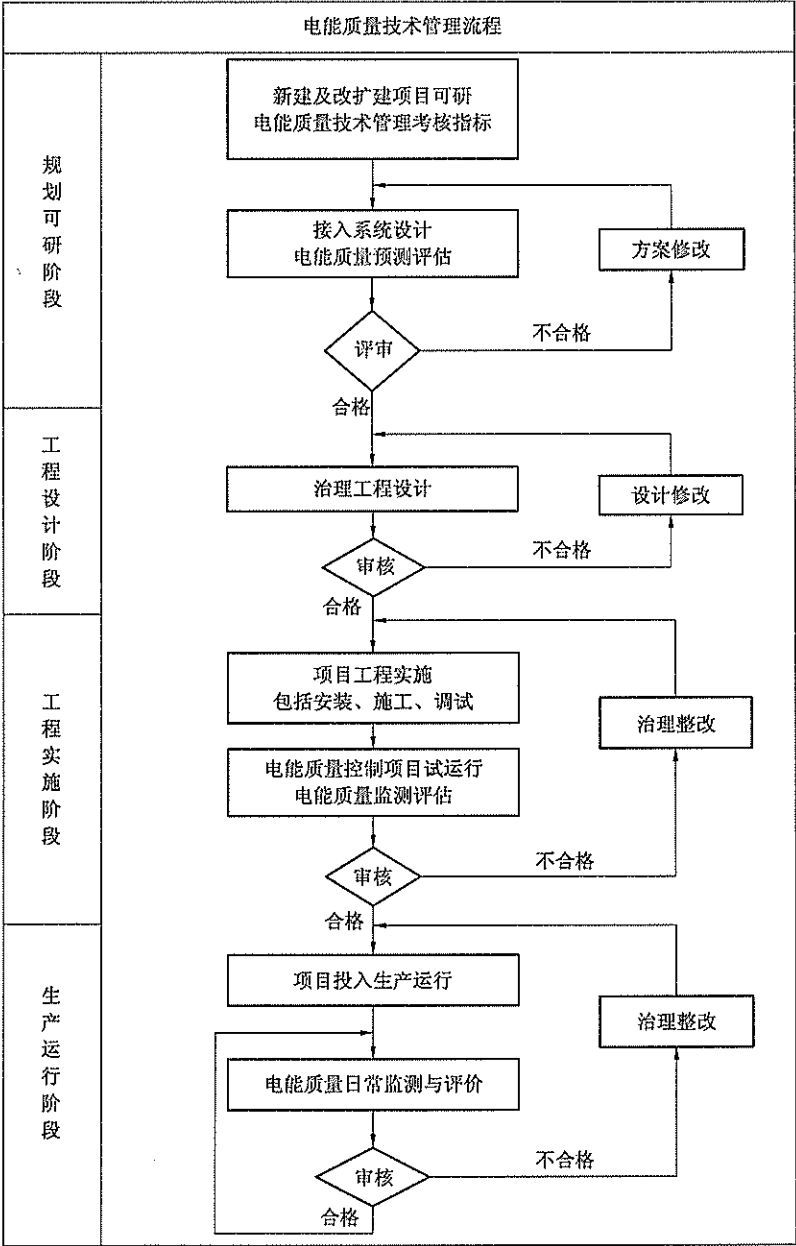 电能质量技术管理流程
规划可研阶段
新建及改扩建项目可研
电能质量技术管理考核指标
接入系统设计
电能质量预测评估
方案修改
评审
不合格
合格
工程设计阶段
治理工程设计
设计修改
审核
不合格
合格
工程实施阶段
项目工程实施
包括安装、施工、调试
治理整改
电能质量控制项目试运行
电能质量监测评估
审核
不合格
合格
生产运行阶段
项目投入生产运行
治理整改
电能质量日常监测与评价
审核
不合格
合格